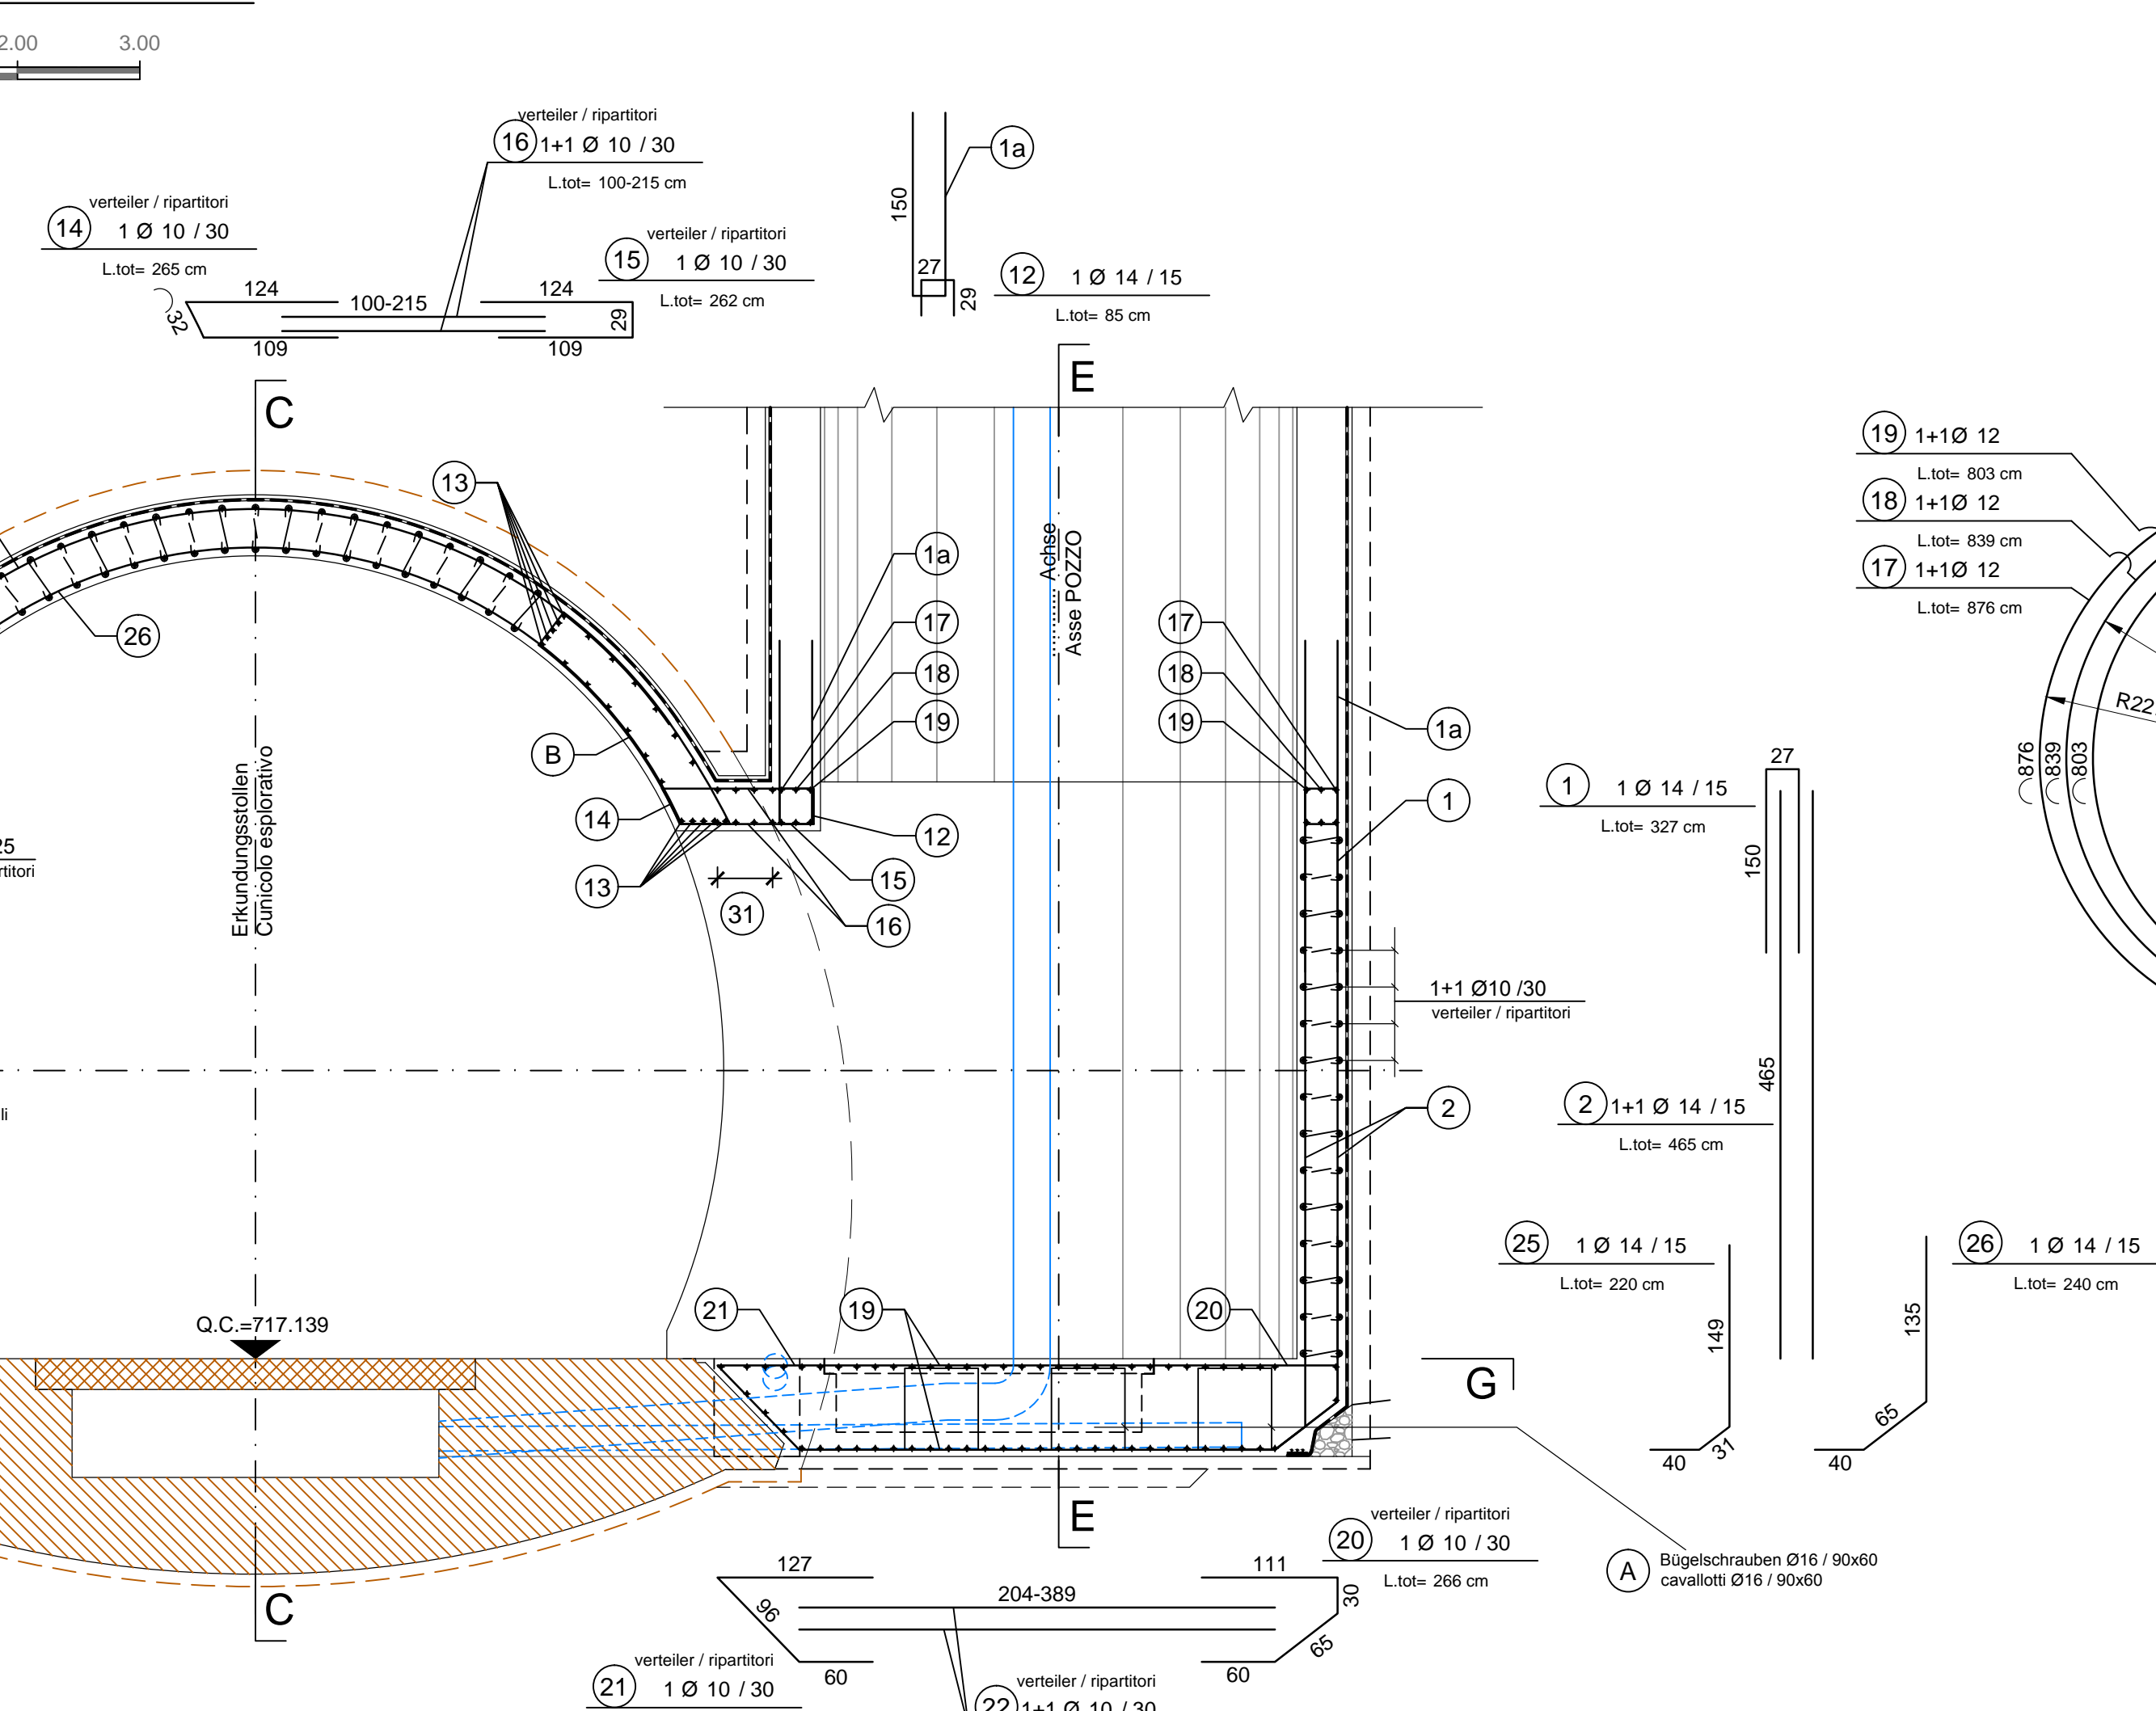 2.00
3.00
verteiler / ripartitori
16
1+1 Ø 10 / 30
L.tot= 100-215 cm
1a
150
27
29
12
1 Ø 14 / 15
L.tot= 85 cm
verteiler / ripartitori
14
1 Ø 10 / 30
L.tot= 265 cm
verteiler / ripartitori
15
1 Ø 10 / 30
L.tot= 262 cm
124
100-215
124
32
29
109
109
C
E
13
26
1a
17
18
19
B
14
12
13
15
31
16
Erkundungsstollen
Cunicolo esplorativo
Achse
Asse POZZO
17
18
19
1a
1
1+1 Ø10 /30
verteiler / ripartitori
2
19
1+1Ø 12
L.tot= 803 cm
18
1+1Ø 12
L.tot= 839 cm
17
1+1Ø 12
L.tot= 876 cm
R22
876
839
803
27
1
1 Ø 14 / 15
L.tot= 327 cm
150
465
2
1+1 Ø 14 / 15
L.tot= 465 cm
25
1 Ø 14 / 15
L.tot= 220 cm
149
31
40
26
1 Ø 14 / 15
L.tot= 240 cm
135
65
40
25
Q.C.=717.139
21
19
20
G
C
E
verteiler / ripartitori
20
1 Ø 10 / 30
L.tot= 266 cm
A
Bügelschrauben Ø16 / 90x60
cavallotti Ø16 / 90x60
127
204-389
111
96
30
65
60
60
verteiler / ripartitori
21
1 Ø 10 / 30
verteiler / ripartitori
22
1+1 Ø 10 / 30